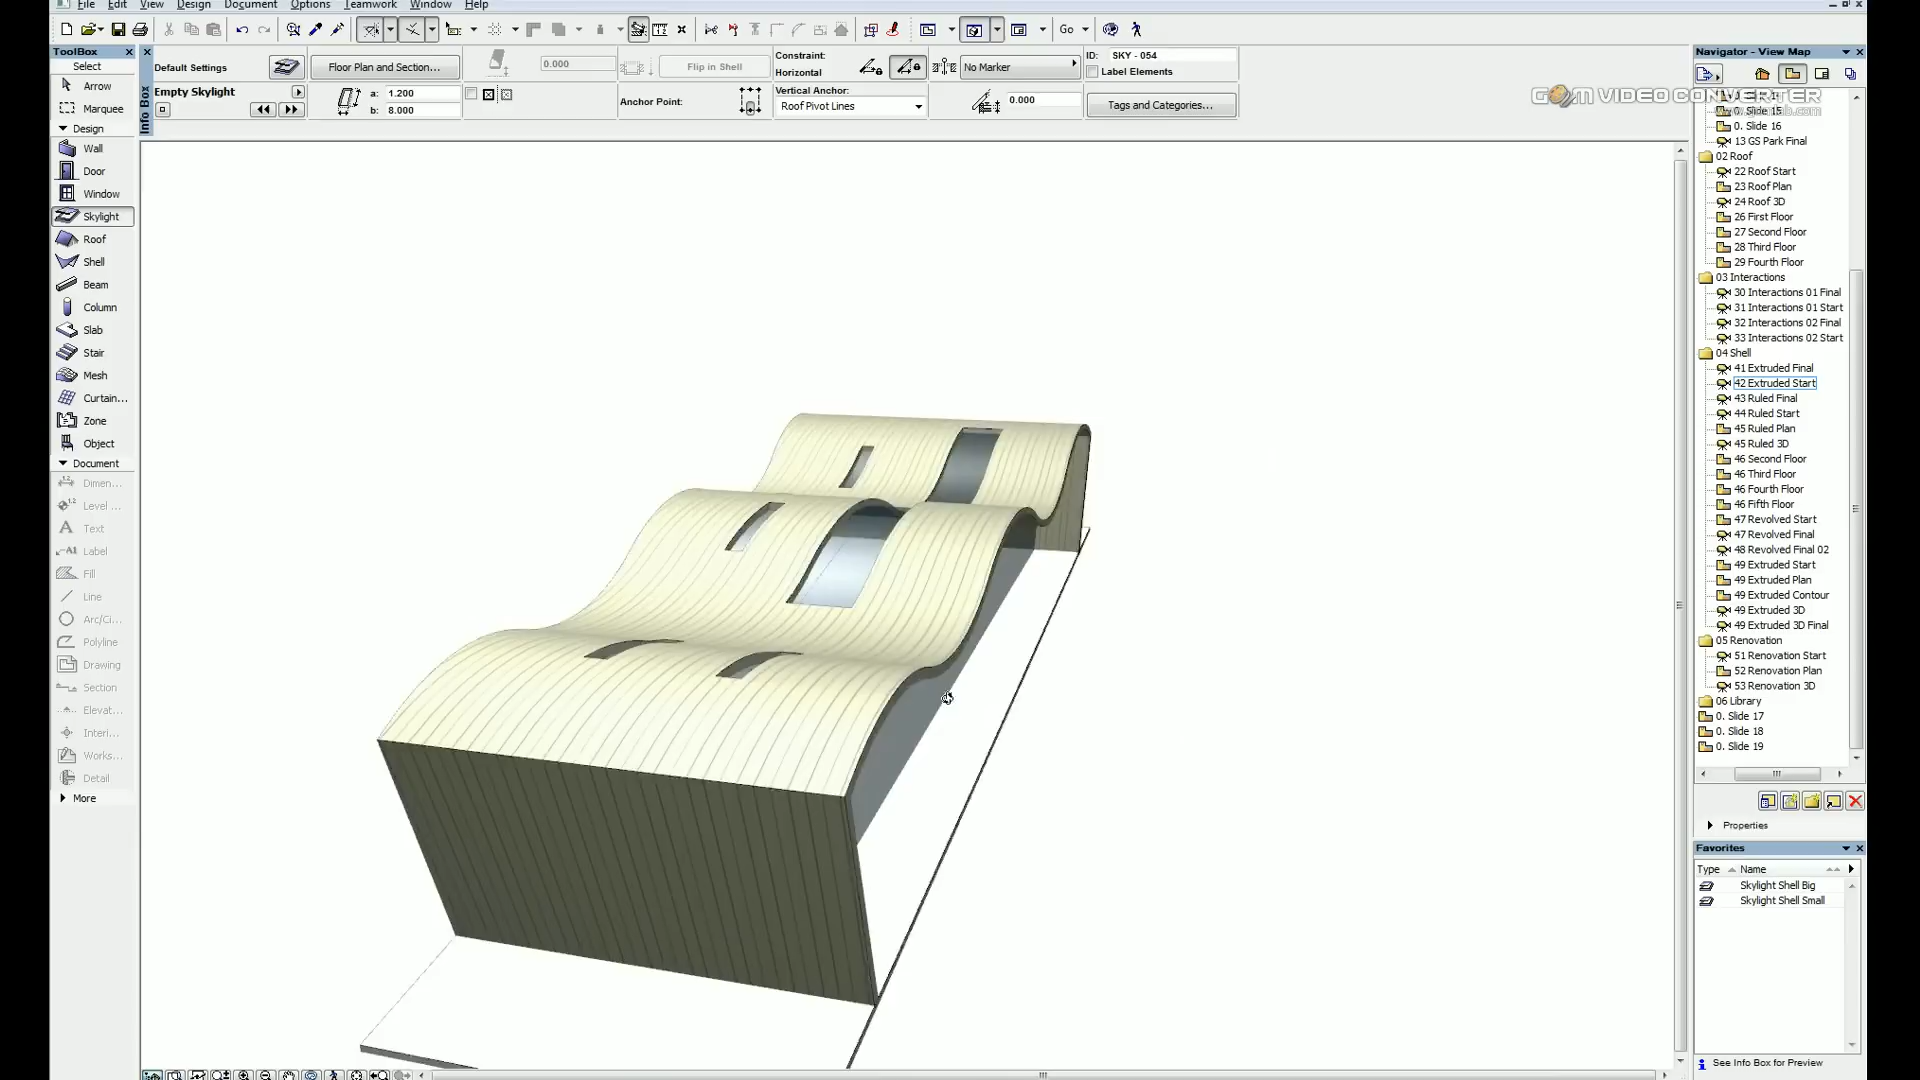 File Edit View Design Document Options Teamwork Window Help
Go
ToolBox
Select
Arrow
Marquee
Design
Wall
Door
Window
Skylight
Roof
Shell
Beam
Column
Slab
Stair
Mesh
Curtain...
Zone
Object
Document
Dimen...
Level ...
Text
Label
Fill
Line
Arc/Ci...
Polyline
Drawing
Section
Elevat...
Interi...
Works...
Detail
More
Info Box
Default Settings
Empty Skylight
Floor Plan and Section...
a: 1.200
b: 8.000
0.000
Flip in Shell
Anchor Point:
Constraint:
Horizontal
Vertical Anchor:
Roof Pivot Lines
No Marker
0.000
ID: SKY - 054
Label Elements
Tags and Categories...
Navigator - View Map
GOM VIDEO CONVERTER
0. Slide 15
0. Slide 16
13 GS Park Final
02 Roof
22 Roof Start
23 Roof Plan
24 Roof 3D
26 First Floor
27 Second Floor
28 Third Floor
29 Fourth Floor
03 Interactions
30 Interactions 01 Final
31 Interactions 01 Start
32 Interactions 02 Final
33 Interactions 02 Start
04 Shell
41 Extruded Final
42 Extruded Start
43 Ruled Final
44 Ruled Start
45 Ruled Plan
45 Ruled 3D
46 Second Floor
46 Third Floor
46 Fourth Floor
46 Fifth Floor
47 Revolved Start
47 Revolved Final
48 Revolved Final 02
49 Extruded Start
49 Extruded Plan
49 Extruded Contour
49 Extruded 3D
49 Extruded 3D Final
05 Renovation
51 Renovation Start
52 Renovation Plan
53 Renovation 3D
06 Library
0. Slide 17
0. Slide 18
0. Slide 19
Properties
Favorites
Type Name
Skylight Shell Big
Skylight Shell Small
See Info Box for Preview